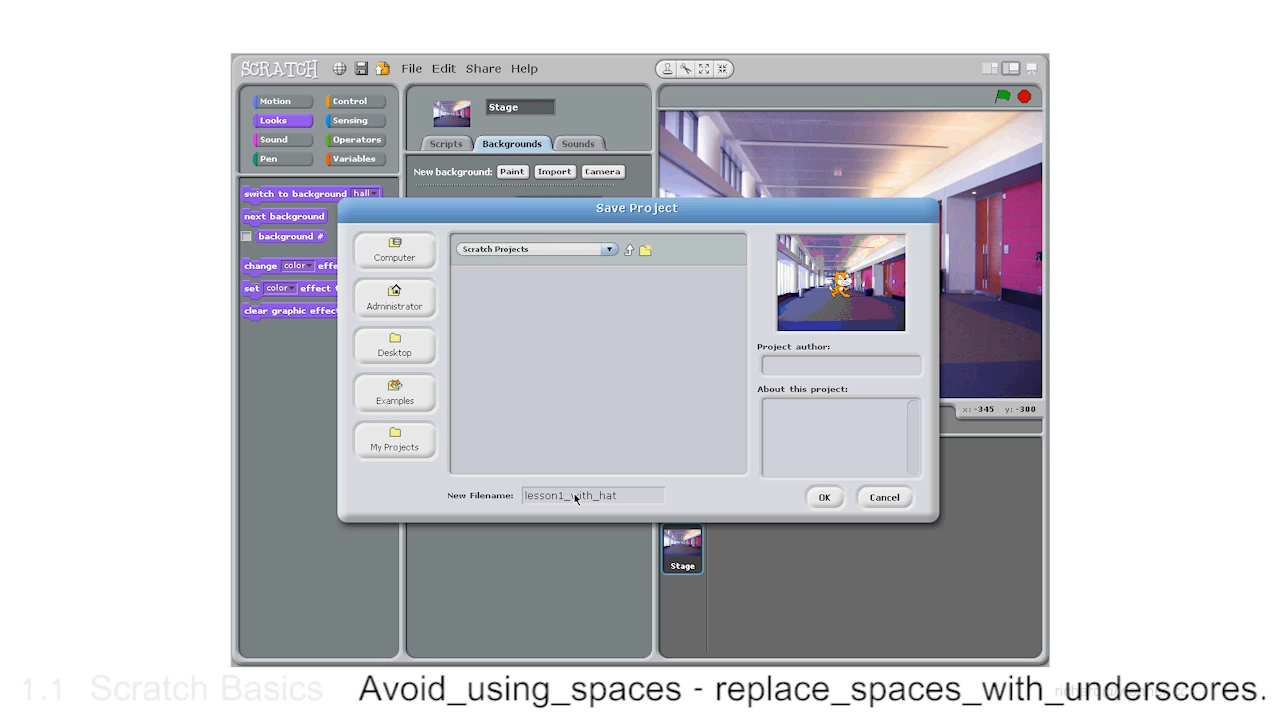 SCRATCH File Edit Share Help
Motion Control
Looks Sensing
Sound Operators
Pen Variables
switch to background hall
next background
background #
change color effe
set color effect t
clear graphic effect
Stage
Scripts Backgrounds Sounds
New background: Paint Import Camera
Save Project
Computer
Administrator
Desktop
Examples
My Projects
Scratch Projects
Project author:
About this project:
New Filename: lesson1_with_hat
OK Cancel
x: -345 y: -300
Stage
1.1 Scratch Basics Avoid_using_spaces - replace_spaces_with_underscores.